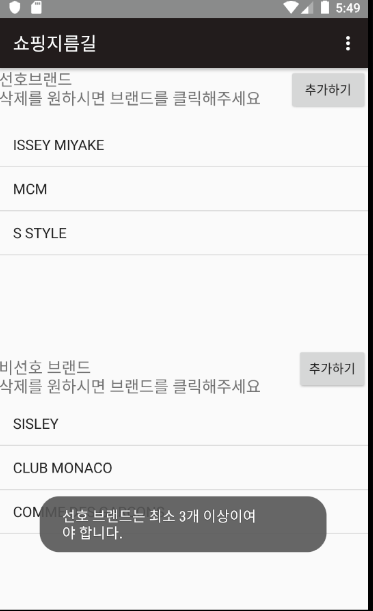 5:49
쇼핑지름길
선호브랜드
삭제를 원하시면 브랜드를 클릭해주세요
추가하기
ISSEY MIYAKE
MCM
S STYLE
비선호 브랜드
삭제를 원하시면 브랜드를 클릭해주세요
추가하기
SISLEY
CLUB MONACO
COM
선호 브랜드는 최소 3개 이상이여
야 합니다.